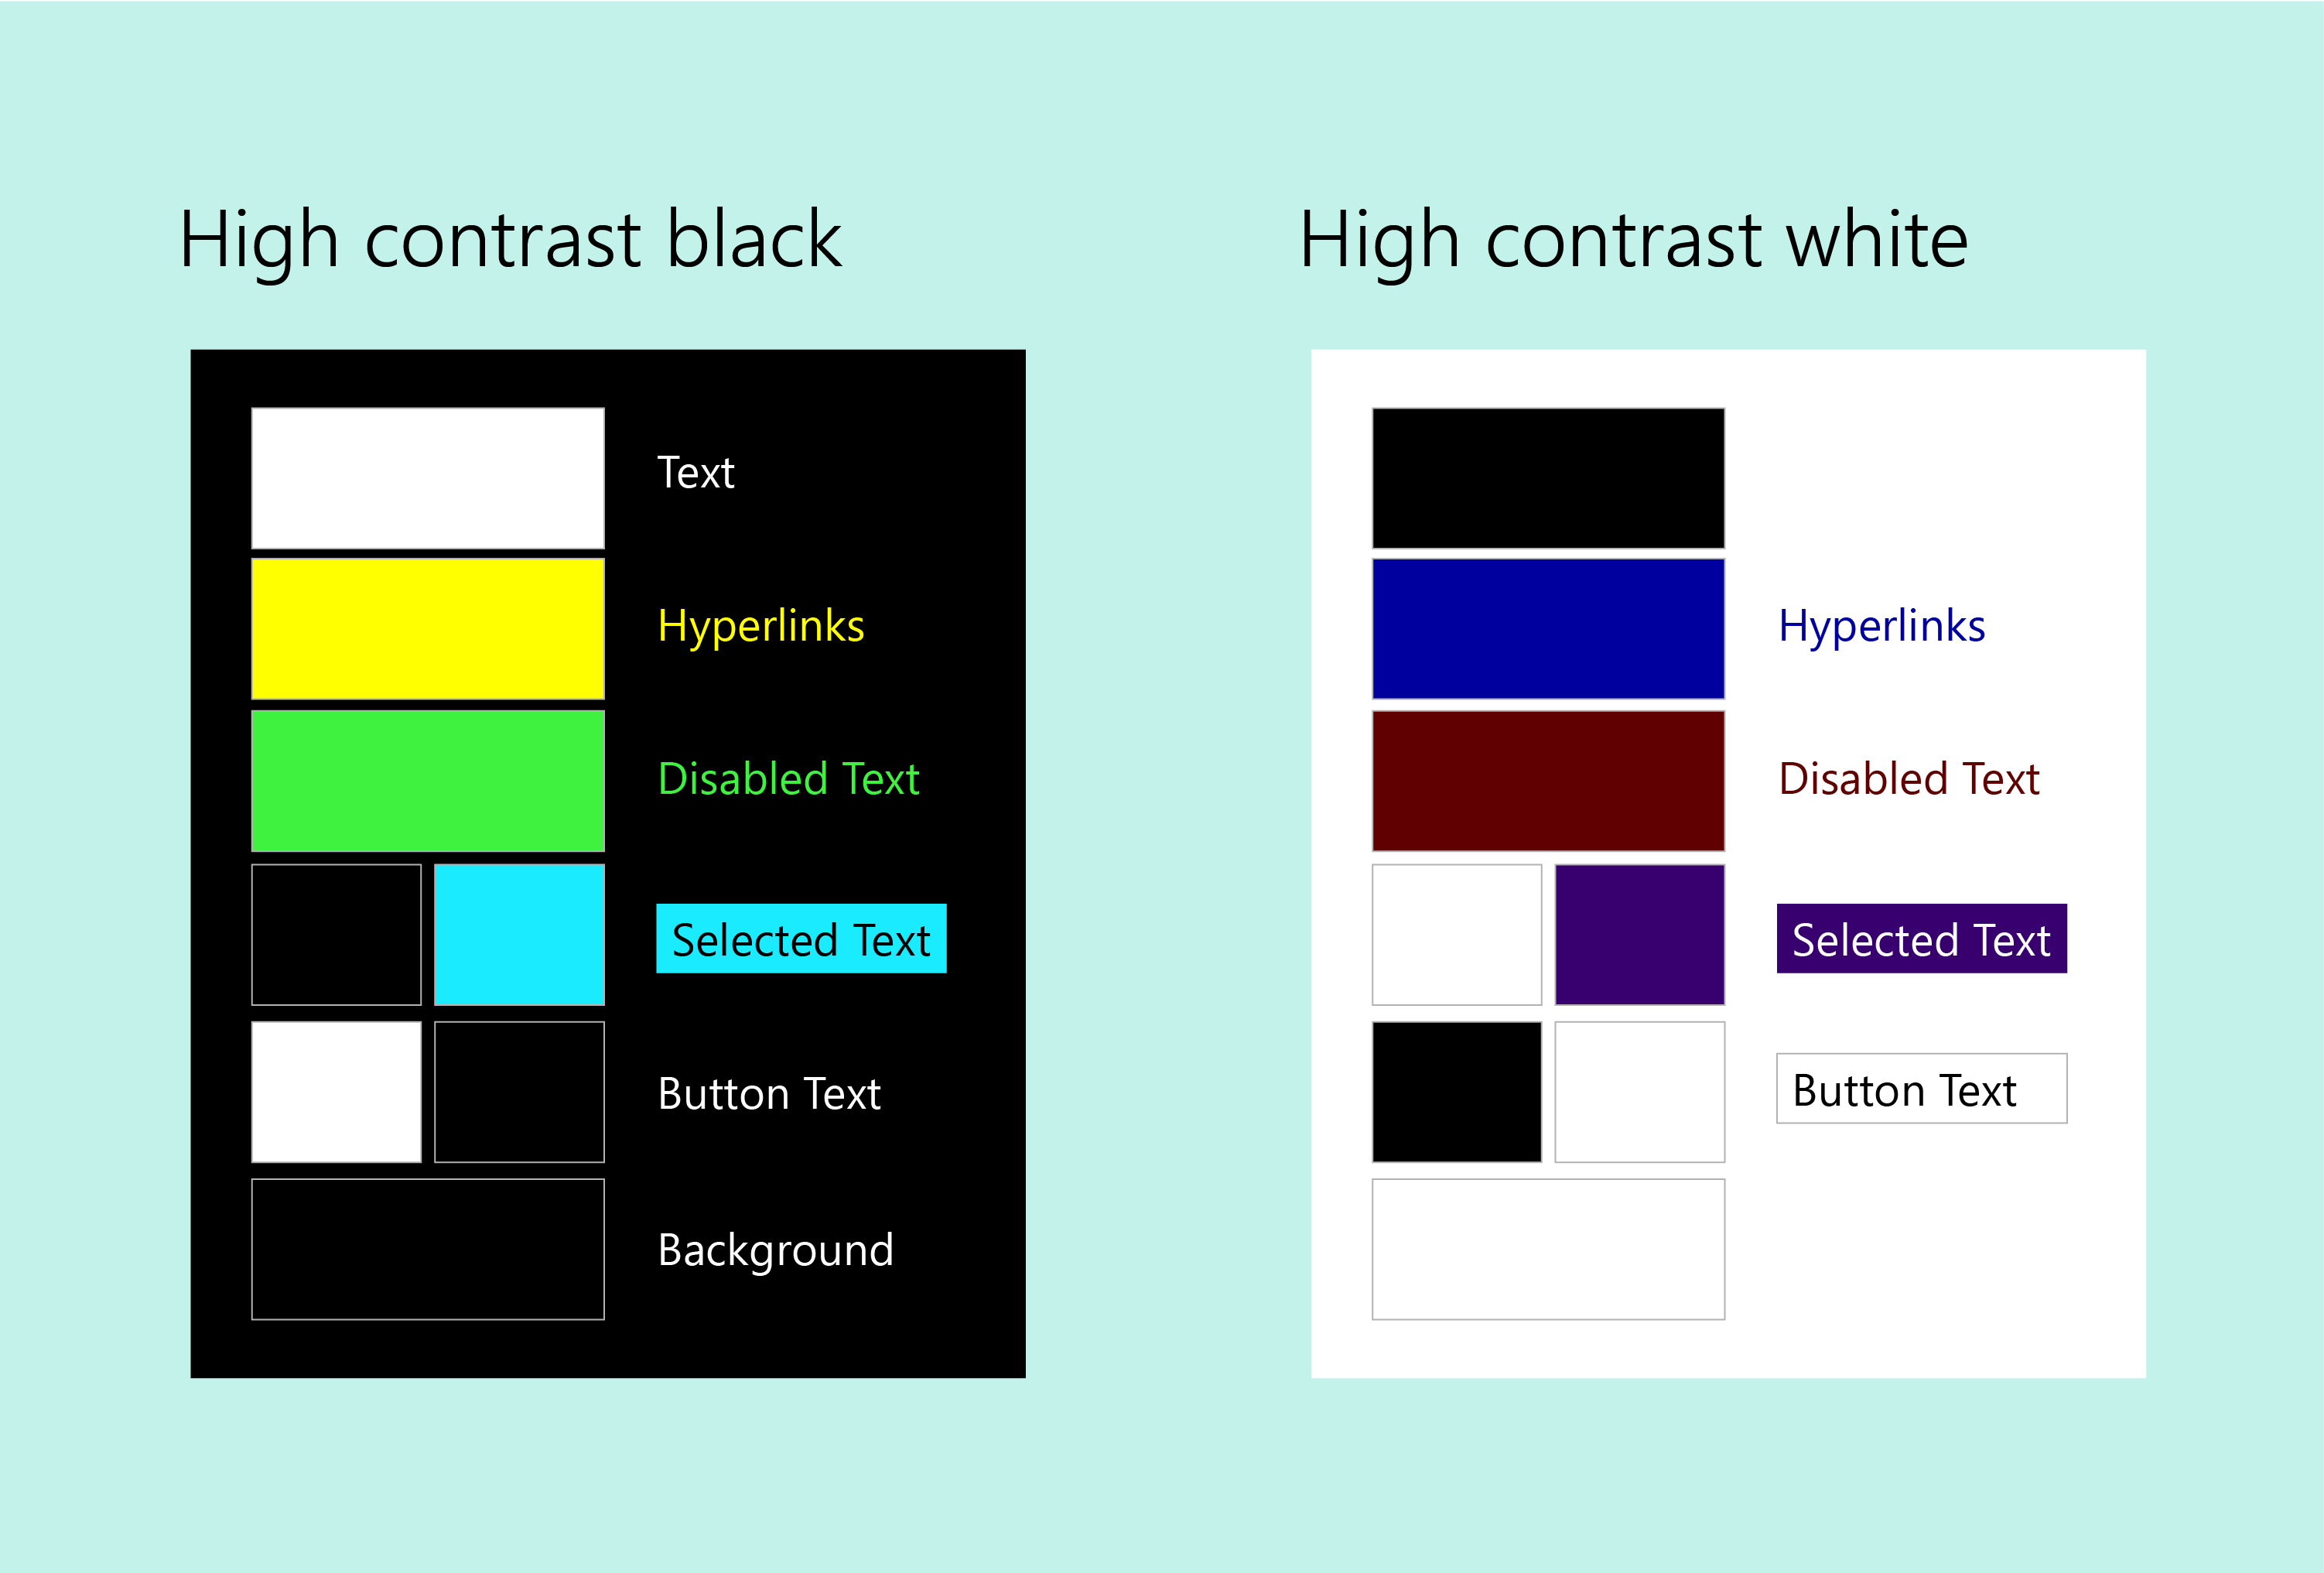 High contrast black
Text
Hyperlinks
Disabled Text
Selected Text
Button Text
Background
High contrast white
Hyperlinks
Disabled Text
Selected Text
Button Text